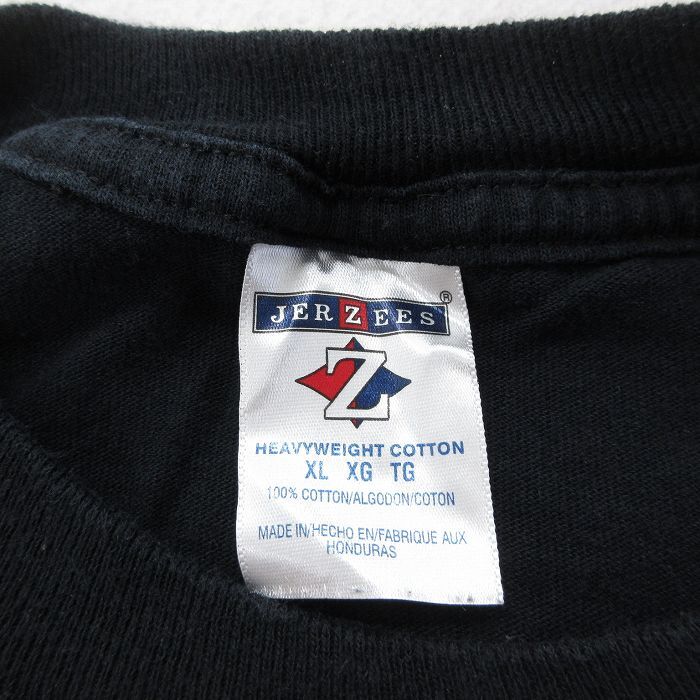 JERZEES®
Z
HEAVYWEIGHT COTTON
XL XG TG
100% COTTON/ALGODON/COTON
MADE IN/HECHO EN/FABRIQUE AUX
HONDURAS